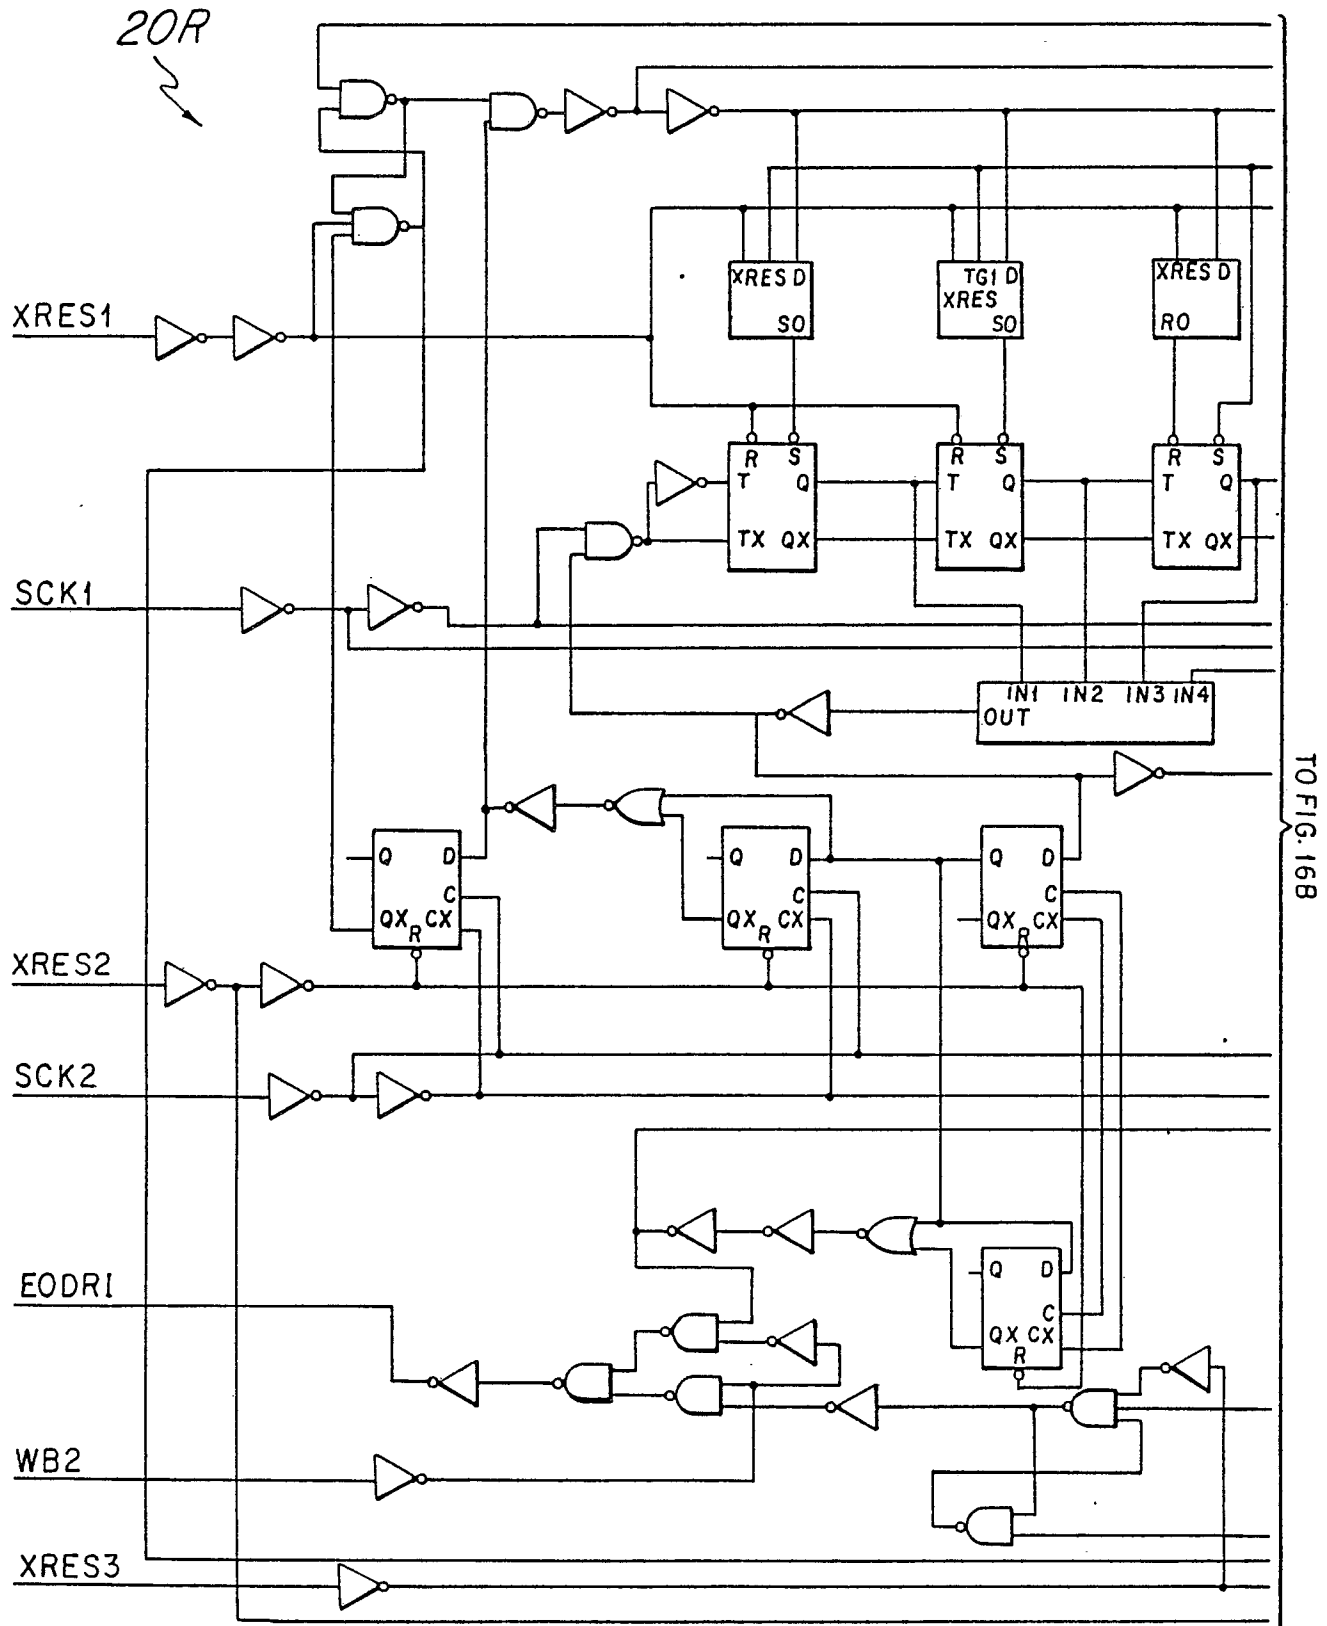 20R
XRES D
SO
TG1 D
XRES
SO
XRES D
RO
XRES1
R S
T Q
TX QX
R S
T Q
TX QX
R S
T Q
TX QX
SCK1
IN1 IN2 IN3 IN4
OUT
Q D
C
QX CX
R
Q D
C
QX CX
R
Q D
C
QX CX
R
TO FIG. 16B
XRES2
SCK2
Q D
C
QX CX
R
EODR1
WB2
XRES3